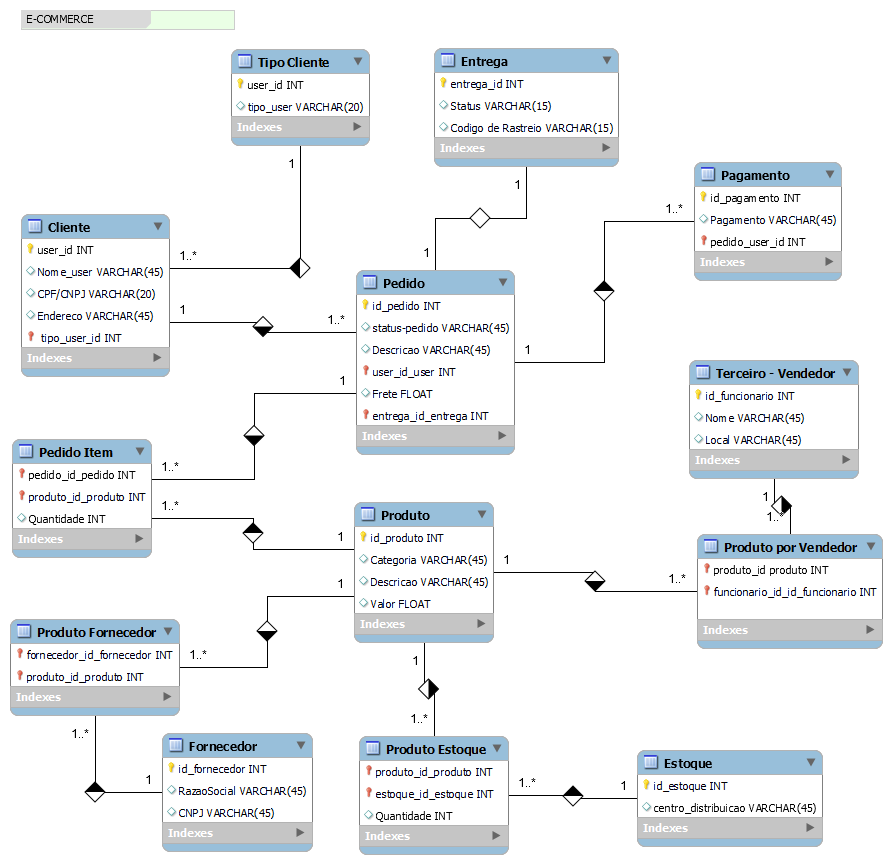 E-COMMERCE
Tipo Cliente
user_id INT
tipo_user VARCHAR(20)
Indexes
1
1..*
Entrega
entrega_id INT
Status VARCHAR(15)
Codigo de Rastreio VARCHAR(15)
Indexes
1
1
Pagamento
id_pagamento INT
Pagamento VARCHAR(45)
pedido_user_id INT
Indexes
1..*
1
Cliente
user_id INT
Nome_user VARCHAR(45)
CPF/CNPJ VARCHAR(20)
Endereco VARCHAR(45)
tipo_user_id INT
Indexes
1
1..*
Pedido
id_pedido INT
status-pedido VARCHAR(45)
Descricao VARCHAR(45)
user_id_user INT
Frete FLOAT
entrega_id_entrega INT
Indexes
1
1..*
Terceiro - Vendedor
id_funcionario INT
Nome VARCHAR(45)
Local VARCHAR(45)
Indexes
1
1..*
Pedido Item
pedido_id_pedido INT
produto_id_produto INT
Quantidade INT
Indexes
1..*
1
Produto
id_produto INT
Categoria VARCHAR(45)
Descricao VARCHAR(45)
Valor FLOAT
Indexes
1
1..*
Produto por Vendedor
produto_id produto INT
funcionario_id_id_funcionario INT
Indexes
1
1..*
Produto Fornecedor
fornecedor_id_fornecedor INT
produto_id_produto INT
Indexes
1..*
1
Fornecedor
id_fornecedor INT
RazaoSocial VARCHAR(45)
CNPJ VARCHAR(45)
Indexes
1
1..*
Produto Estoque
produto_id_produto INT
estoque_id_estoque INT
Quantidade INT
Indexes
1..*
1
Estoque
id_estoque INT
centro_distribuicao VARCHAR(45)
Indexes